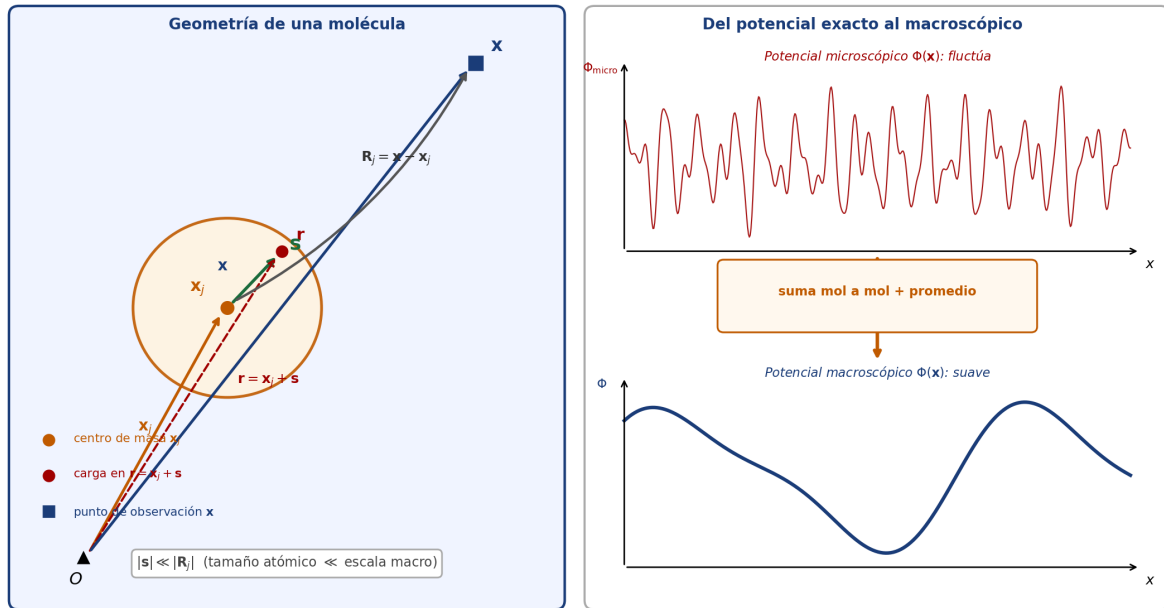 Geometría de una molécula
x
R_j = x − x_j
r
s
x
x_j
r = x_j + s
x_j
centro de masa x_j
carga en r = x_j + s
punto de observación x
|s| ≪ |R_j| (tamaño atómico ≪ escala macro)
O
Del potencial exacto al macroscópico
Potencial microscópico Φ(x): fluctúa
Φ_micro
x
suma mol a mol + promedio
Potencial macroscópico Φ(x): suave
Φ
x